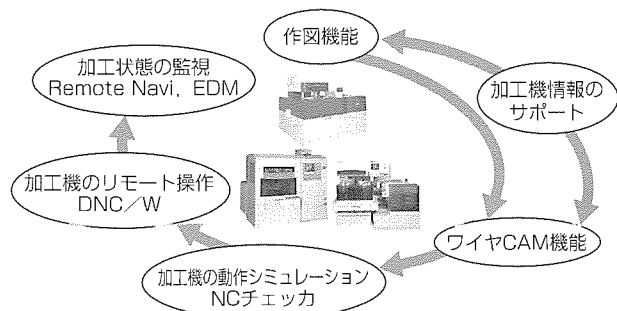 作図機能
加工状態の監視
Remote Navi, EDM
加工機情報の
サポート
加工機のリモート操作
DNC／W
ワイヤCAM機能
加工機の動作シミュレーション
NCチェッカ